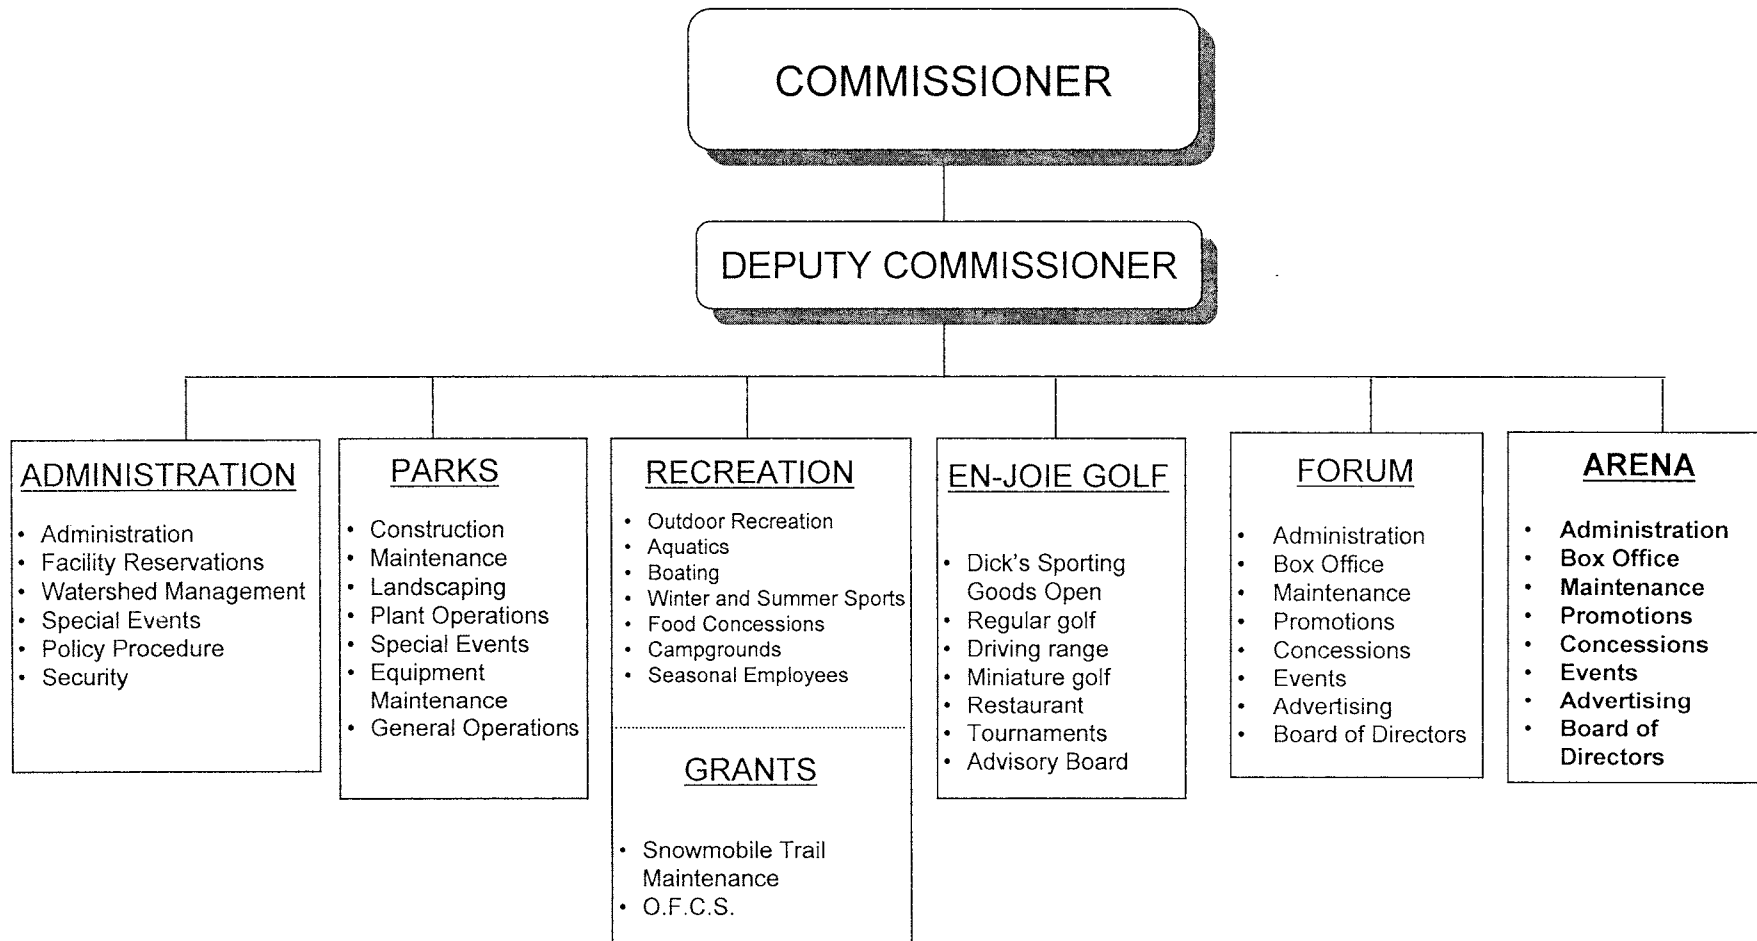 COMMISSIONER
DEPUTY COMMISSIONER
ADMINISTRATION
• Administration
• Facility Reservations
• Watershed Management
• Special Events
• Policy Procedure
• Security
PARKS
• Construction
• Maintenance
• Landscaping
• Plant Operations
• Special Events
• Equipment
Maintenance
• General Operations
RECREATION
• Outdoor Recreation
• Aquatics
• Boating
• Winter and Summer Sports
• Food Concessions
• Campgrounds
• Seasonal Employees
GRANTS
• Snowmobile Trail
Maintenance
• O.F.C.S.
EN-JOIE GOLF
• Dick's Sporting
Goods Open
• Regular golf
• Driving range
• Miniature golf
• Restaurant
• Tournaments
• Advisory Board
FORUM
• Administration
• Box Office
• Maintenance
• Promotions
• Concessions
• Events
• Advertising
• Board of Directors
ARENA
• Administration
• Box Office
• Maintenance
• Promotions
• Concessions
• Events
• Advertising
• Board of
Directors